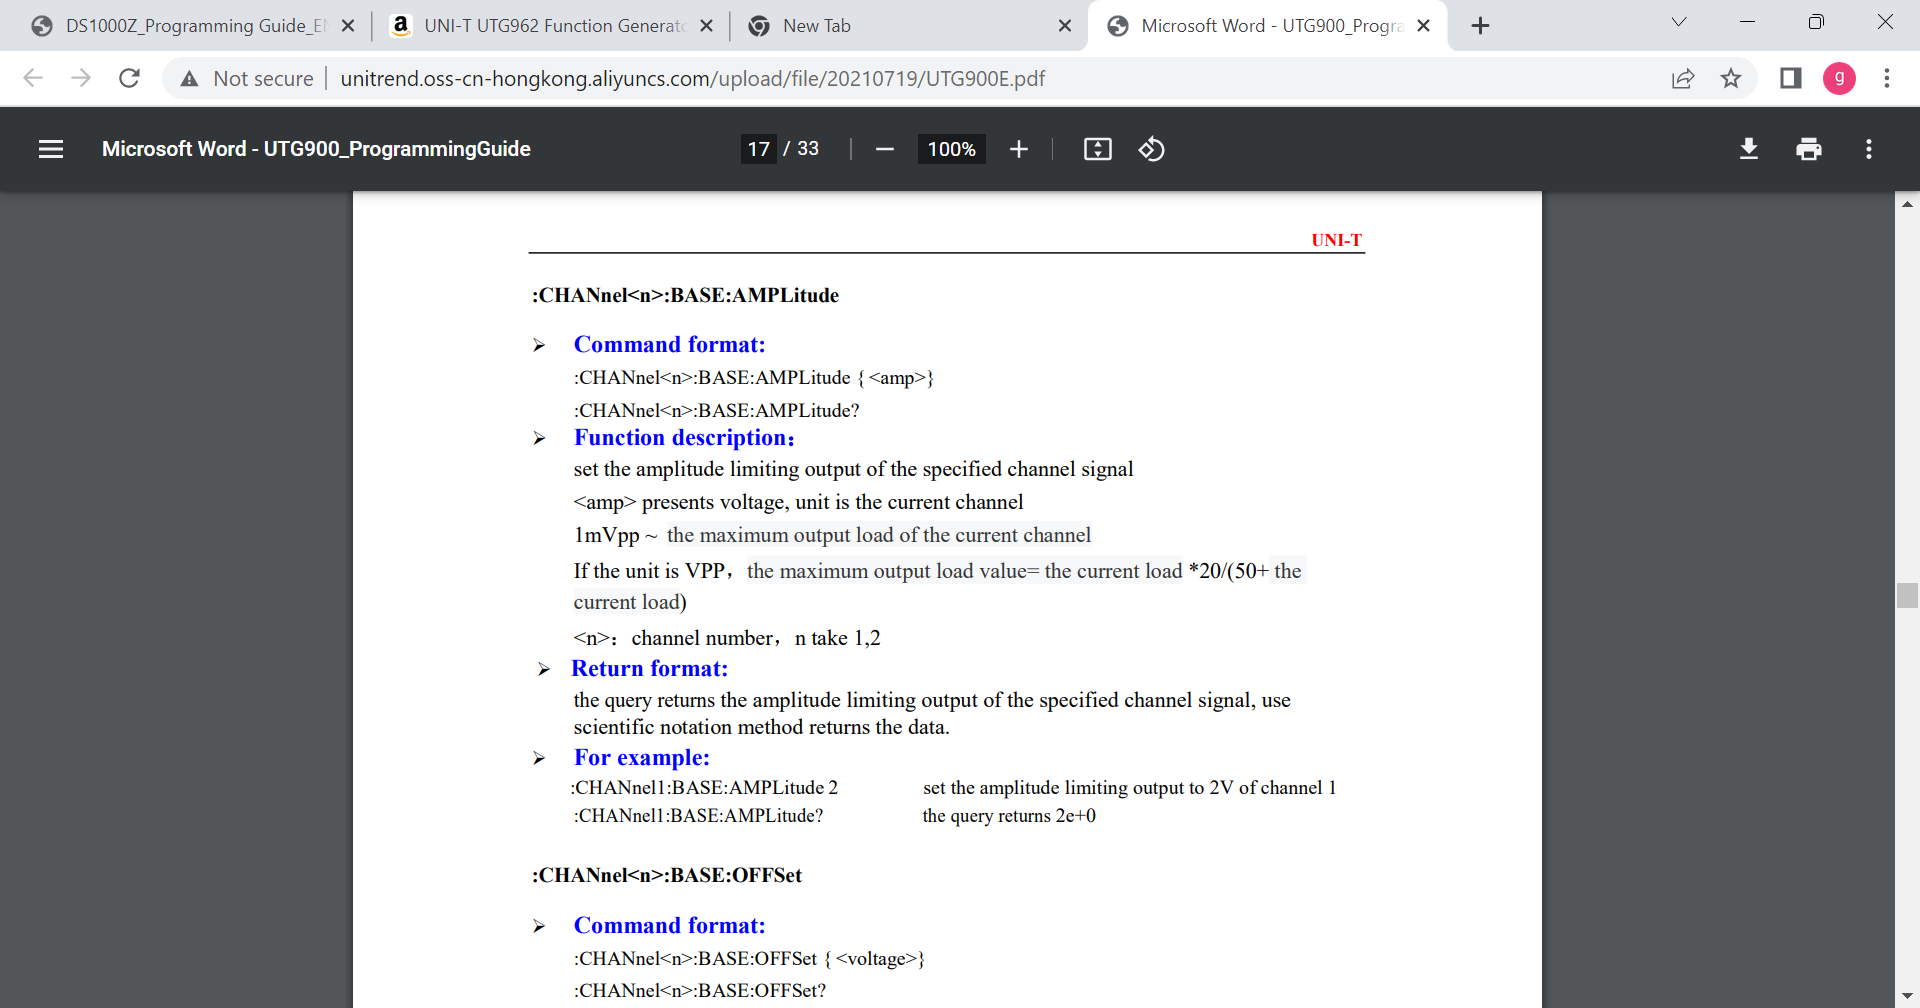 DS1000Z_Programming Guide_EN
UNI-T UTG962 Function Generato
New Tab
Microsoft Word - UTG900_Progra
Not secure
unitrend.oss-cn-hongkong.aliyuncs.com/upload/file/20210719/UTG900E.pdf
g
Microsoft Word - UTG900_ProgrammingGuide
17 / 33
100%
UNI-T
:CHANnel<n>:BASE:AMPLitude
Command format:
:CHANnel<n>:BASE:AMPLitude {<amp>}
:CHANnel<n>:BASE:AMPLitude?
Function description：
set the amplitude limiting output of the specified channel signal
<amp> presents voltage, unit is the current channel
1mVpp ~ the maximum output load of the current channel
If the unit is VPP， the maximum output load value= the current load *20/(50+ the
current load)
<n>： channel number，n take 1,2
Return format:
the query returns the amplitude limiting output of the specified channel signal, use
scientific notation method returns the data.
For example:
:CHANnel1:BASE:AMPLitude 2 set the amplitude limiting output to 2V of channel 1
:CHANnel1:BASE:AMPLitude? the query returns 2e+0
:CHANnel<n>:BASE:OFFSet
Command format:
:CHANnel<n>:BASE:OFFSet {<voltage>}
:CHANnel<n>:BASE:OFFSet?